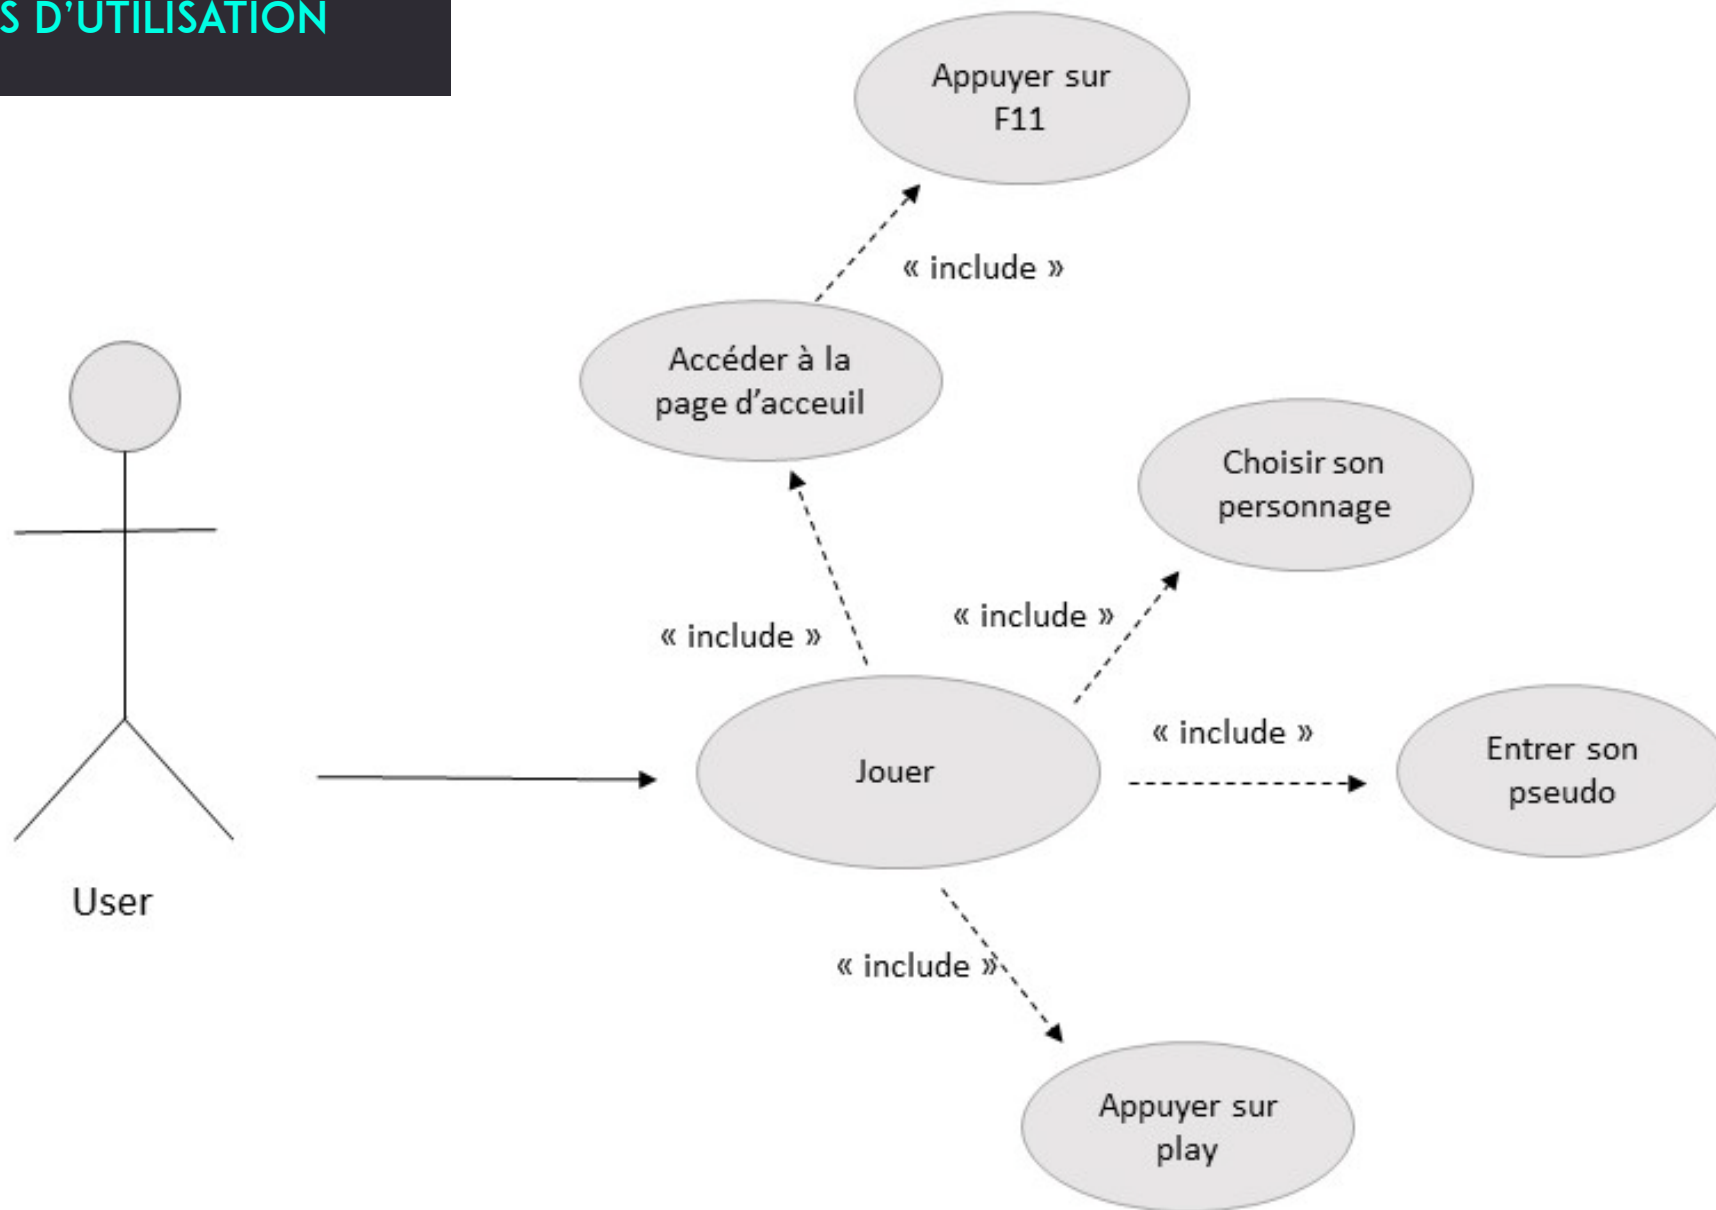 S D'UTILISATION
Appuyer sur
F11
« include »
Accéder à la
page d'acceuil
Choisir son
personnage
« include »
« include »
« include »
Jouer
Entrer son
pseudo
User
« include »
Appuyer sur
play